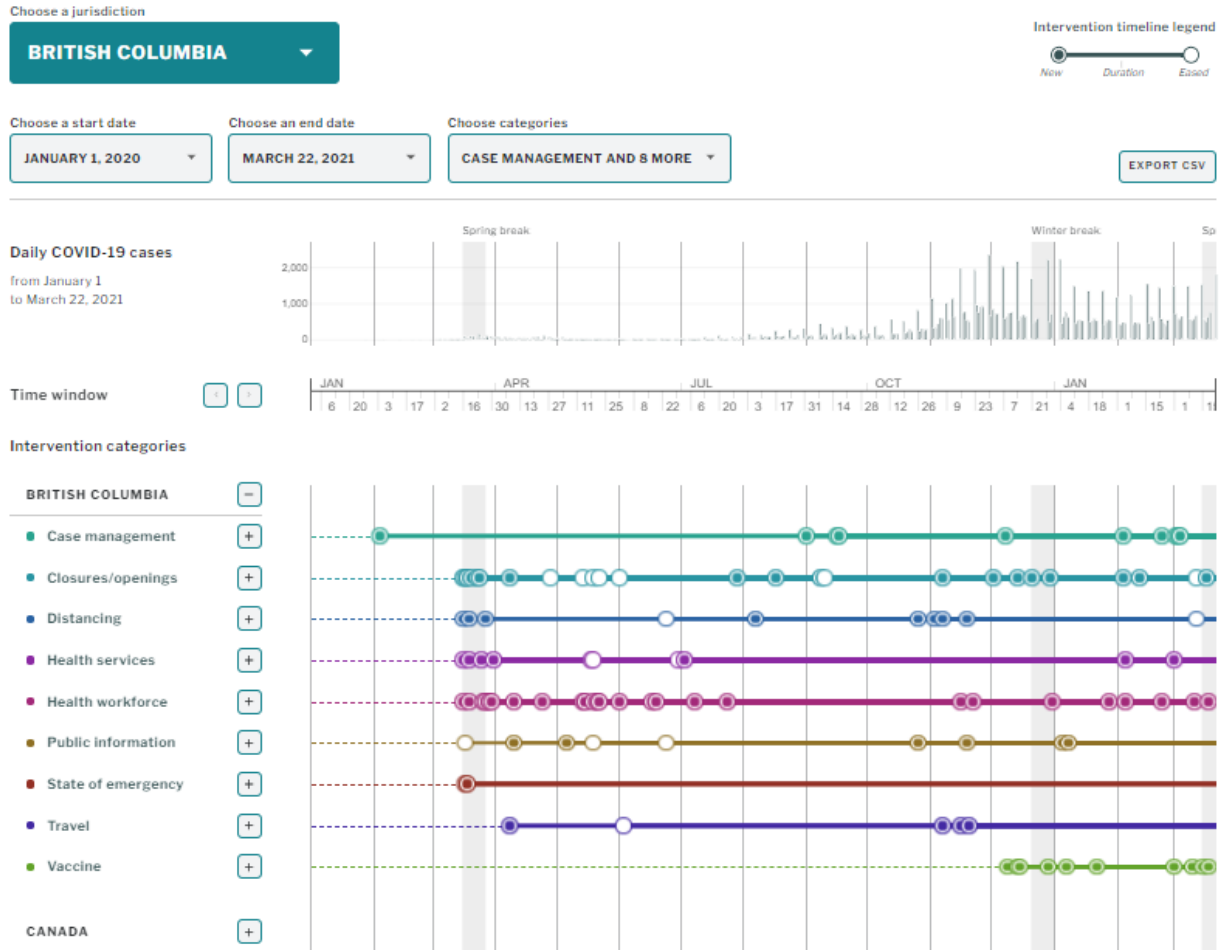 Choose a jurisdiction
BRITISH COLUMBIA
Intervention timeline legend
New Duration Eased
Choose a start date Choose an end date Choose categories
JANUARY 1, 2020 MARCH 22, 2021 CASE MANAGEMENT AND 8 MORE
EXPORT CSV
Spring break Winter break Sp
Daily COVID-19 cases
from January 1
to March 22, 2021
2,000
1,000
0
JAN APR JUL OCT JAN
Time window
6 20 3 17 2 16 30 13 27 11 25 8 22 6 20 3 17 31 14 28 12 26 9 23 7 21 4 18 1 15 1
Intervention categories
BRITISH COLUMBIA −
Case management +
Closures/openings +
Distancing +
Health services +
Health workforce +
Public information +
State of emergency +
Travel +
Vaccine +
CANADA +